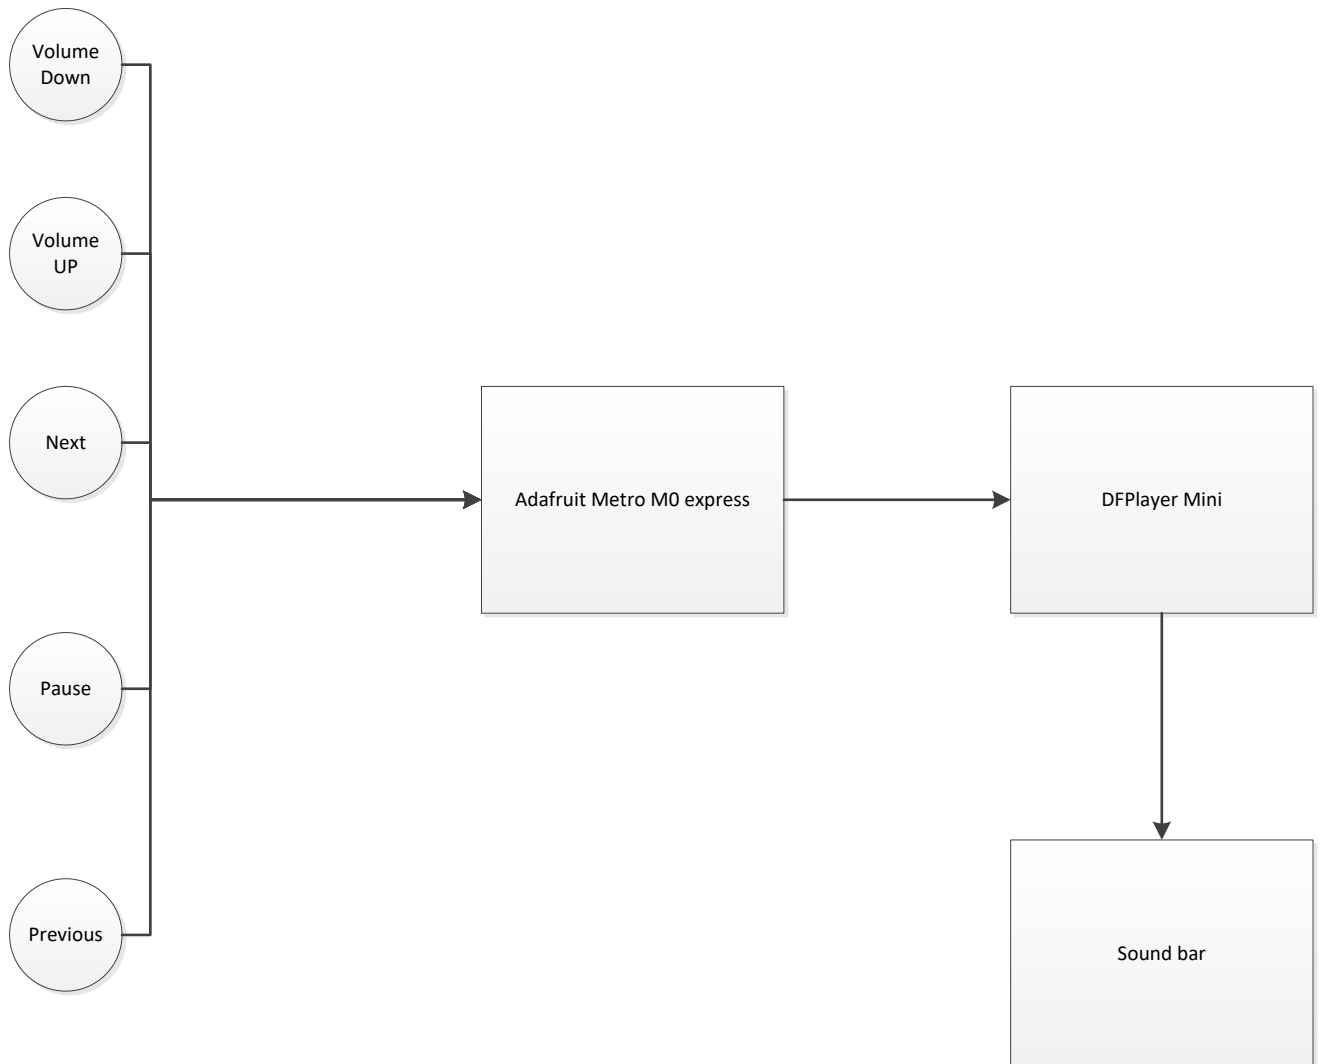 Volume
Down
Volume
UP
Next
Adafruit Metro M0 express
DFPlayer Mini
Pause
Previous
Sound bar